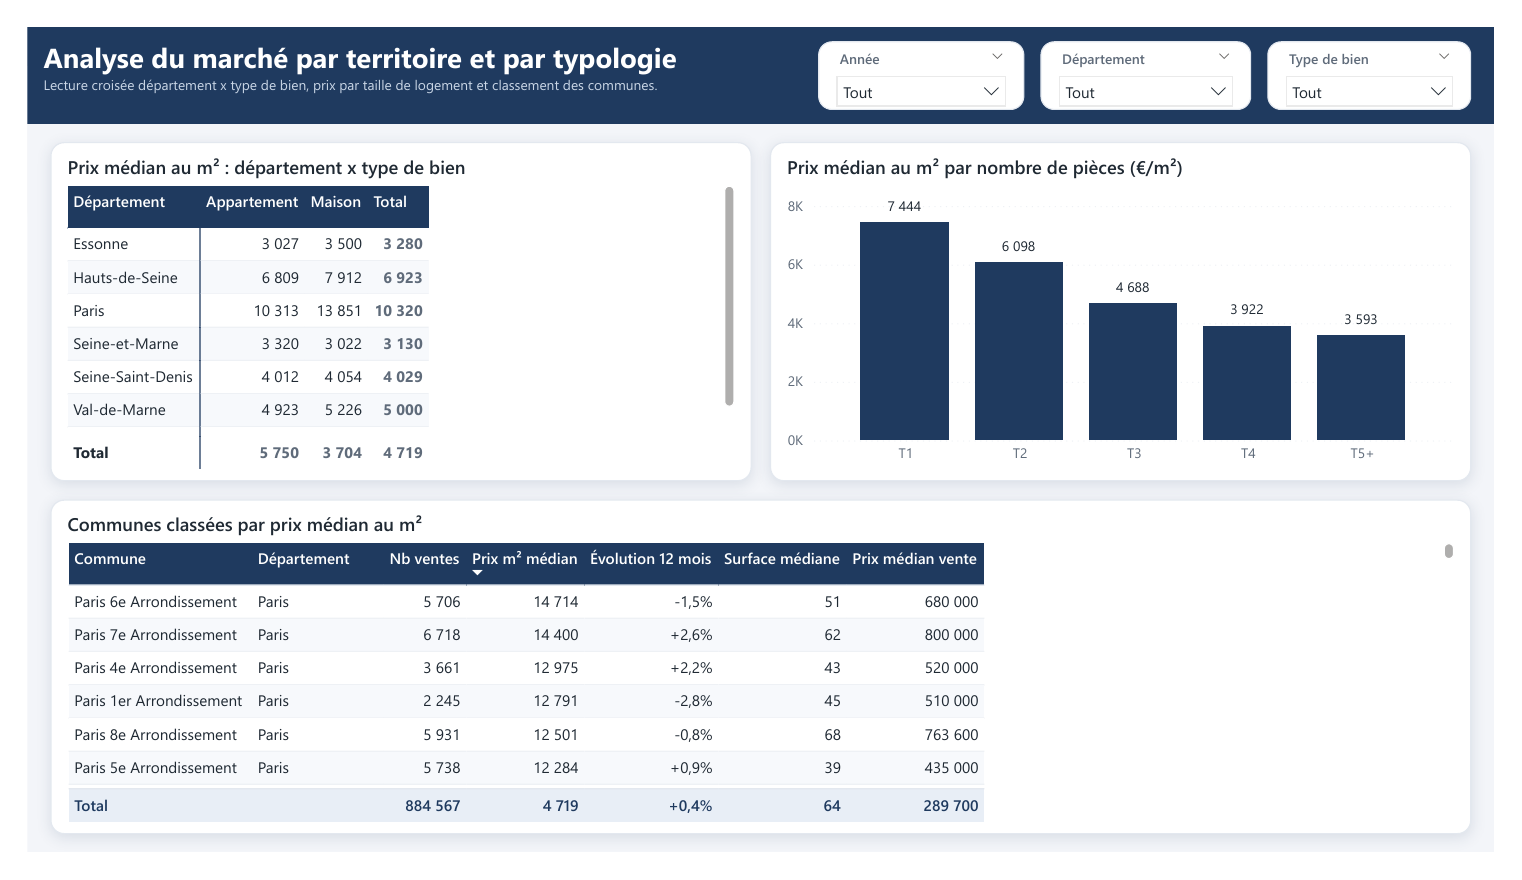 Analyse du marché par territoire et par typologie
Lecture croisée département x type de bien, prix par taille de logement et classement des communes.
Année
Tout
Département
Tout
Type de bien
Tout
Prix médian au m² : département x type de bien
Département Appartement Maison Total
Essonne 3 027 3 500 3 280
Hauts-de-Seine 6 809 7 912 6 923
Paris 10 313 13 851 10 320
Seine-et-Marne 3 320 3 022 3 130
Seine-Saint-Denis 4 012 4 054 4 029
Val-de-Marne 4 923 5 226 5 000
Total 5 750 3 704 4 719
Prix médian au m² par nombre de pièces (€/m²)
8K
6K
4K
2K
0K
7 444
6 098
4 688
3 922
3 593
T1 T2 T3 T4 T5+
Communes classées par prix médian au m²
Commune Département Nb ventes Prix m² médian Évolution 12 mois Surface médiane Prix médian vente
Paris 6e Arrondissement Paris 5 706 14 714 -1,5% 51 680 000
Paris 7e Arrondissement Paris 6 718 14 400 +2,6% 62 800 000
Paris 4e Arrondissement Paris 3 661 12 975 +2,2% 43 520 000
Paris 1er Arrondissement Paris 2 245 12 791 -2,8% 45 510 000
Paris 8e Arrondissement Paris 5 931 12 501 -0,8% 68 763 600
Paris 5e Arrondissement Paris 5 738 12 284 +0,9% 39 435 000
Total 884 567 4 719 +0,4% 64 289 700